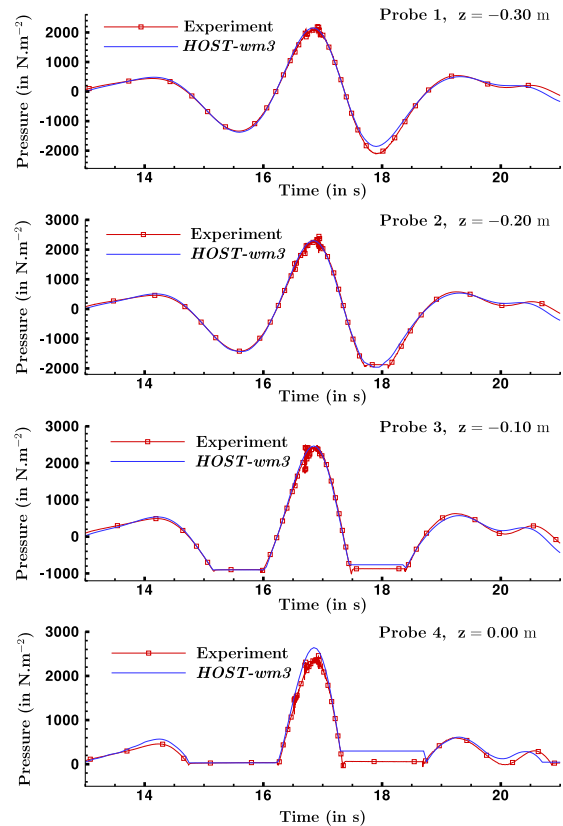 Probe 1, z = −0.30 m
Experiment
HOST-wm3
Pressure (in N.m−2)
2000
1000
0
-1000
-2000
14 16 18 20
Time (in s)
Probe 2, z = −0.20 m
Experiment
HOST-wm3
Pressure (in N.m−2)
3000
2000
1000
0
-1000
-2000
14 16 18 20
Time (in s)
Probe 3, z = −0.10 m
Experiment
HOST-wm3
Pressure (in N.m−2)
3000
2000
1000
0
-1000
14 16 18 20
Time (in s)
Probe 4, z = 0.00 m
Experiment
HOST-wm3
Pressure (in N.m−2)
3000
2000
1000
0
14 16 18 20
Time (in s)